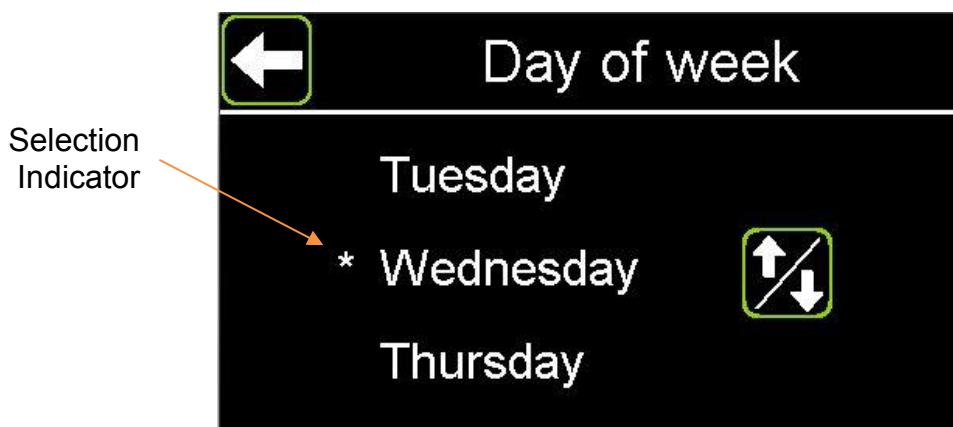 Day of week
Selection
Indicator
Tuesday
* Wednesday
Thursday